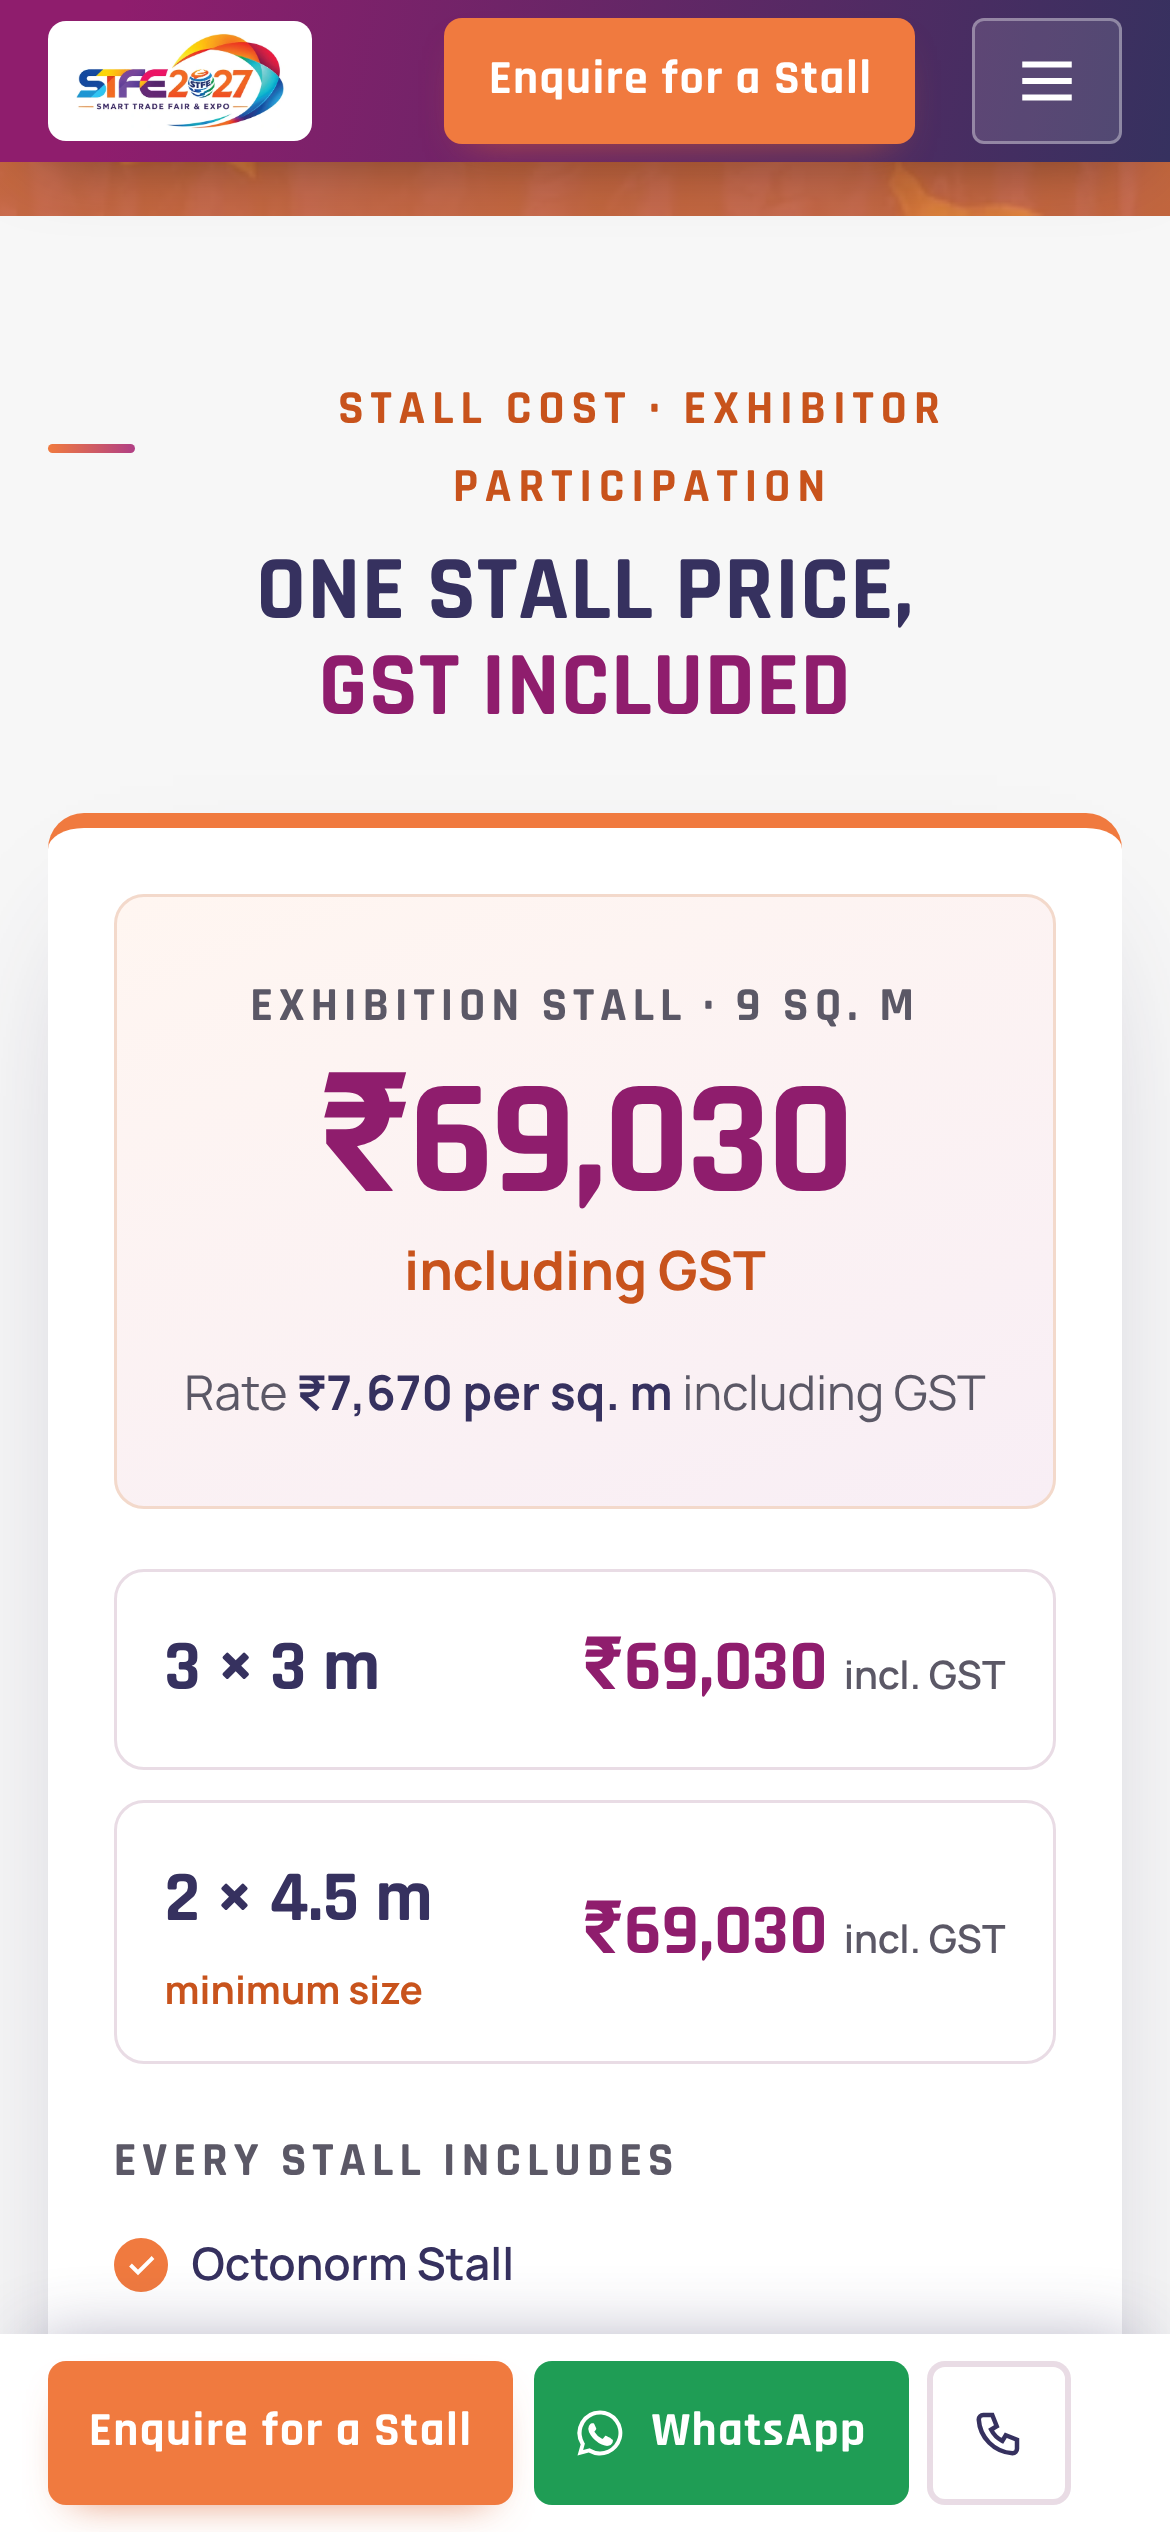 STFE2027
STFE
SMART TRADE FAIR & EXPO
Enquire for a Stall
STALL COST · EXHIBITOR
PARTICIPATION
ONE STALL PRICE,
GST INCLUDED
EXHIBITION STALL · 9 SQ. M
₹69,030
including GST
Rate ₹7,670 per sq. m including GST
3 × 3 m
₹69,030 incl. GST
2 × 4.5 m
minimum size
₹69,030 incl. GST
EVERY STALL INCLUDES
Octonorm Stall
Enquire for a Stall
WhatsApp